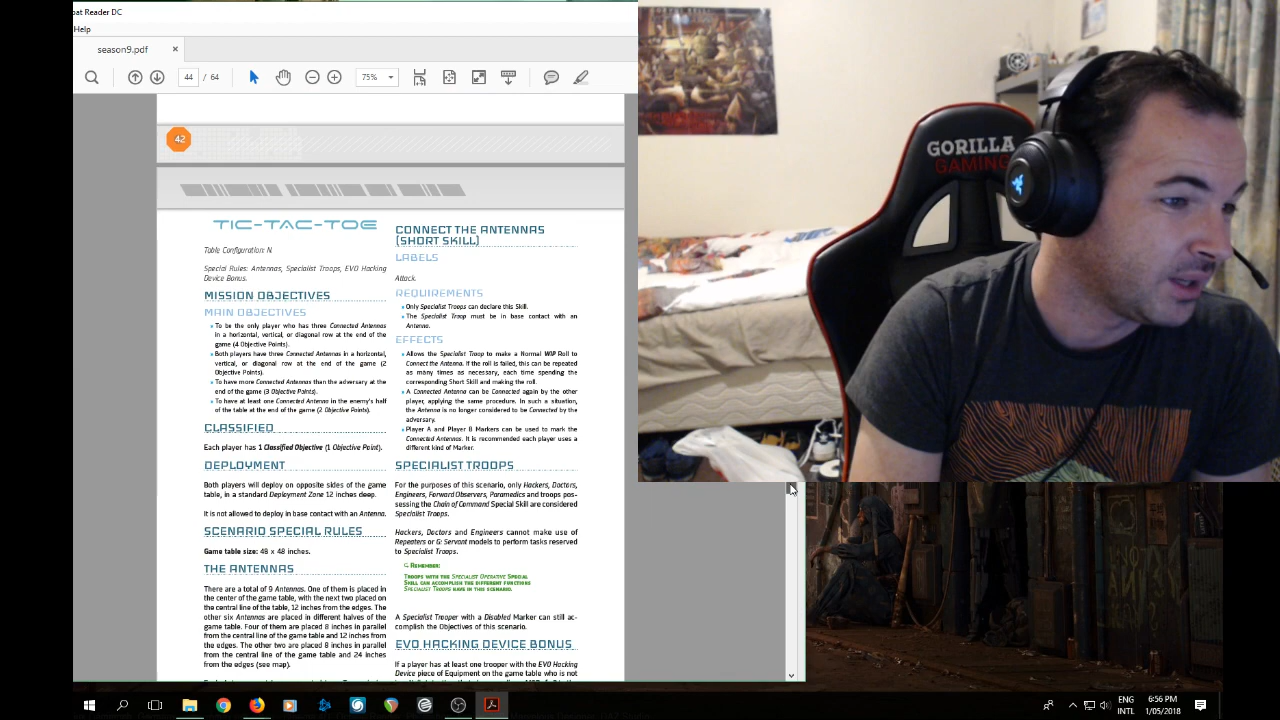 bat Reader DC
Help
season9.pdf
44 / 64
75%
42
TIC-TAC-TOE
Table Configuration: N.
Special Rules: Antennas, Specialist Troops, EVO Hacking
Device Bonus.
MISSION OBJECTIVES
MAIN OBJECTIVES
To be the only player who has three Connected Antennas
in a horizontal, vertical, or diagonal row at the end of the
game (4 Objective Points).
Both players have three Connected Antennas in a horizontal,
vertical, or diagonal row at the end of the game (2
Objective Points).
To have more Connected Antennas than the adversary at the
end of the game (3 Objective Points).
To have at least one Connected Antenna in the enemy's half
of the table at the end of the game (2 Objective Points).
CLASSIFIED
Each player has 1 Classified Objective (1 Objective Point).
DEPLOYMENT
Both players will deploy on opposite sides of the game
table, in a standard Deployment Zone 12 inches deep.
It is not allowed to deploy in base contact with an Antenna.
SCENARIO SPECIAL RULES
Game table size: 48 x 48 inches.
THE ANTENNAS
There are a total of 9 Antennas. One of them is placed in
the center of the game table, with the next two placed on
the central line of the table, 12 inches from the edges. The
other six Antennas are placed in different halves of the
game table. Four of them are placed 8 inches in parallel
from the central line of the game table and 12 inches from
the edges. The other two are placed 8 inches in parallel
from the central line of the game table and 24 inches
from the edges (see map).
CONNECT THE ANTENNAS
(SHORT SKILL)
LABELS
Attack.
REQUIREMENTS
Only Specialist Troops can declare this Skill.
The Specialist Troop must be in base contact with an
Antenna.
EFFECTS
Allows the Specialist Troop to make a Normal WIP Roll to
Connect the Antenna. If the roll is failed, this can be repeated
as many times as necessary, each time spending the
corresponding Short Skill and making the roll.
A Connected Antenna can be Connected again by the other
player, applying the same procedure. In such a situation,
the Antenna is no longer considered to be Connected by the
adversary.
Player A and Player B Markers can be used to mark the
Connected Antennas. It is recommended each player uses a
different kind of Marker.
SPECIALIST TROOPS
For the purposes of this scenario, only Hackers, Doctors,
Engineers, Forward Observers, Paramedics and troops pos-
sessing the Chain of Command Special Skill are considered
Specialist Troops.
Hackers, Doctors and Engineers cannot make use of
Repeaters or G: Servant models to perform tasks reserved
to Specialist Troops.
Remember:
Troops with the Specialist Operative Special
Skill can accomplish the different functions
Specialist Troops have in this scenario.
A Specialist Trooper with a Disabled Marker can still ac-
complish the Objectives of this scenario.
EVO HACKING DEVICE BONUS
If a player has at least one trooper with the EVO Hacking
Device piece of Equipment on the game table who is not
GORILLA
GAMING
ENG
INTL
6:56 PM
1/05/2018